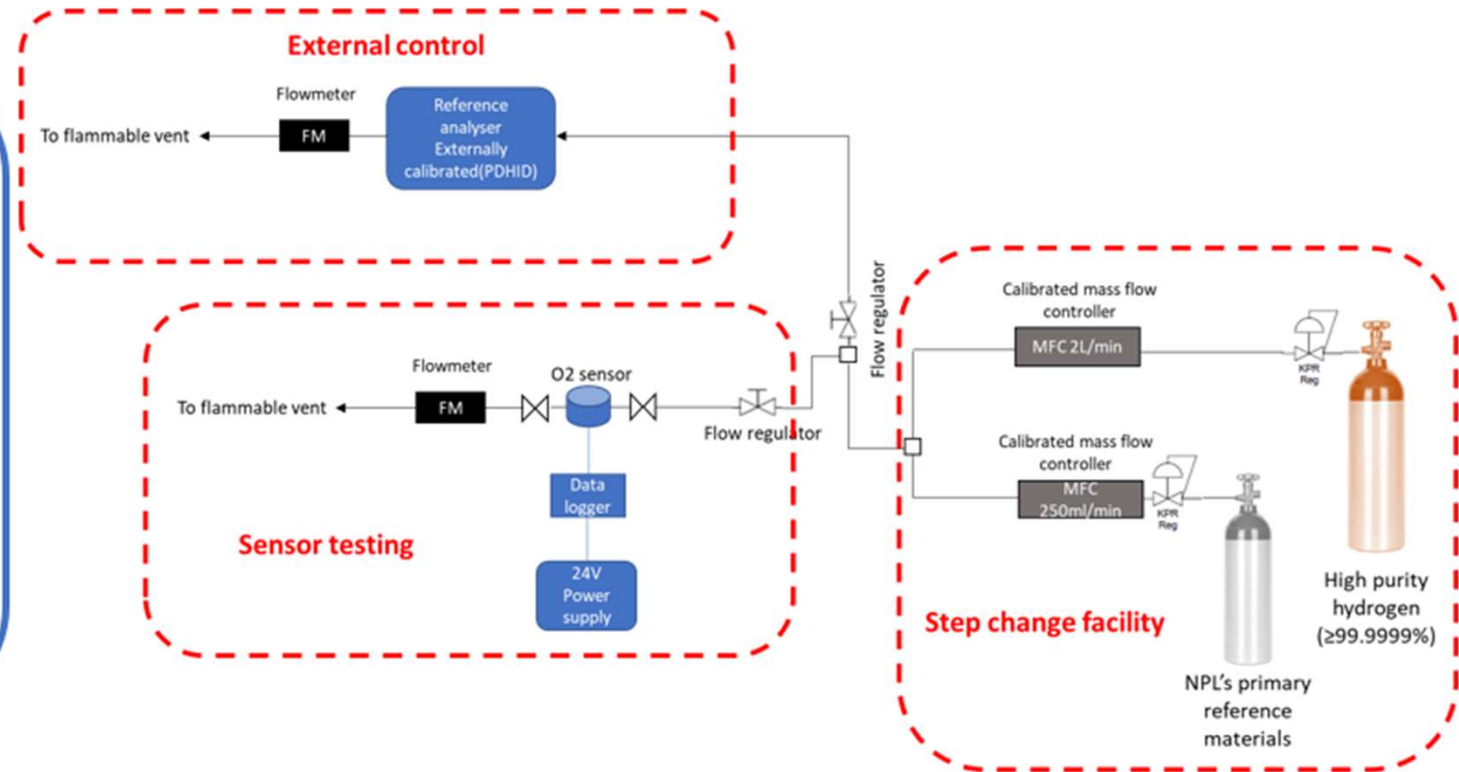 External control
Flowmeter
To flammable vent
FM
Reference
analyser
Externally
calibrated(PDHID)
Flow regulator
Sensor testing
Flowmeter
O2 sensor
To flammable vent
FM
Flow regulator
Data
logger
24V
Power
supply
Step change facility
Calibrated mass flow
controller
MFC 2L/min
KPR
Reg
Calibrated mass flow
controller
MFC
250ml/min
KPR
Reg
High purity
hydrogen
(≥99.9999%)
NPL's primary
reference
materials